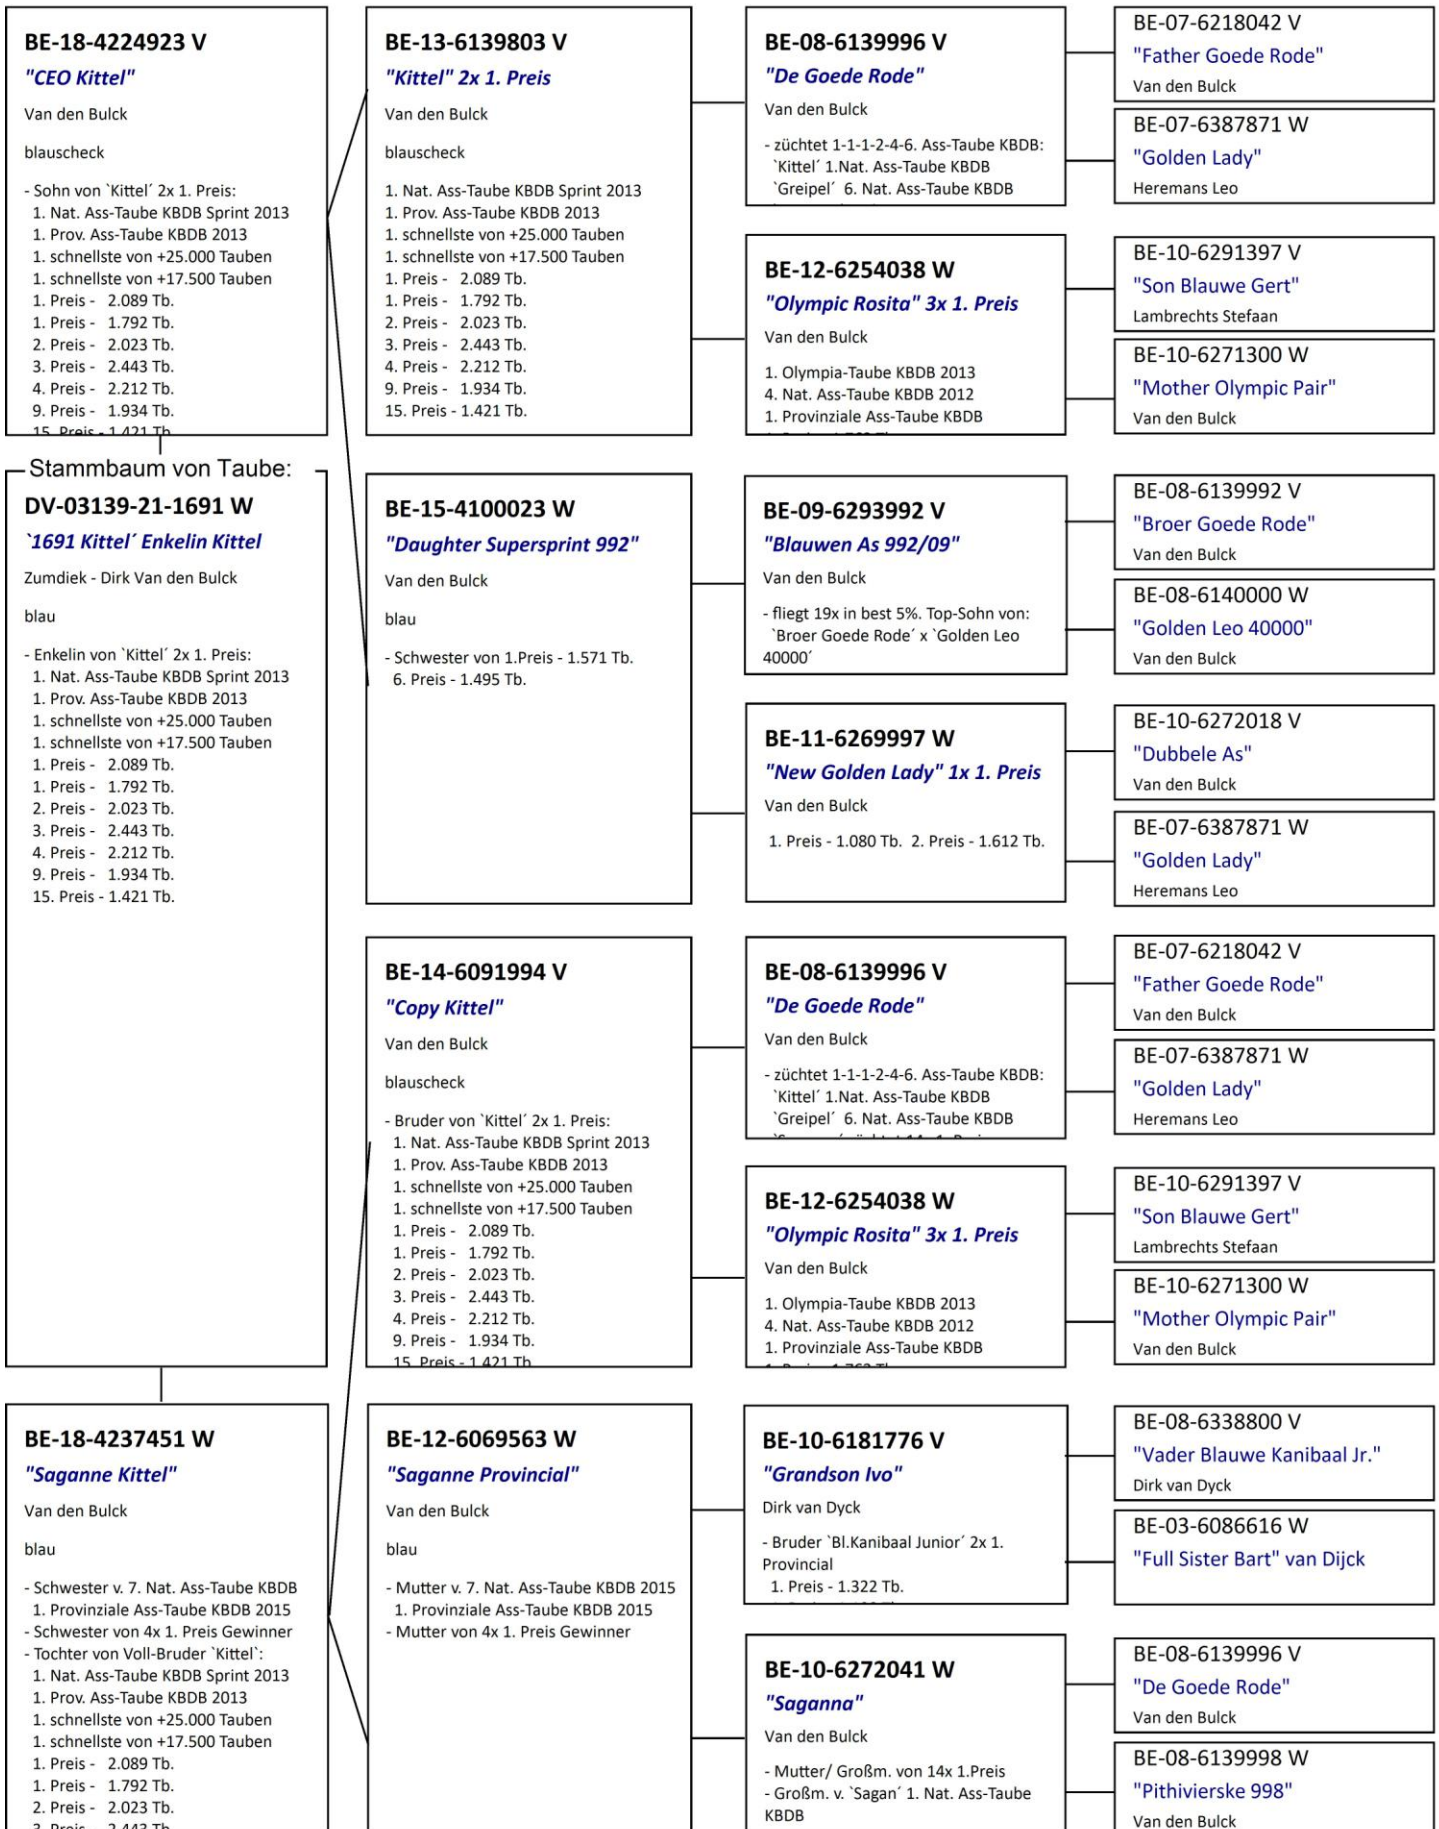 BE-18-4224923 V
"CEO Kittel"
Van den Bulck
blauscheck
- Sohn von `Kittel´ 2x 1. Preis:
1. Nat. Ass-Taube KBDB Sprint 2013
1. Prov. Ass-Taube KBDB 2013
1. schnellste von +25.000 Tauben
1. schnellste von +17.500 Tauben
1. Preis - 2.089 Tb.
1. Preis - 1.792 Tb.
2. Preis - 2.023 Tb.
3. Preis - 2.443 Tb.
4. Preis - 2.212 Tb.
9. Preis - 1.934 Tb.
15. Preis - 1.421 Tb.
Stammbaum von Taube:
DV-03139-21-1691 W
`1691 Kittel´ Enkelin Kittel
Zumdiek - Dirk Van den Bulck
blau
- Enkelin von `Kittel´ 2x 1. Preis:
1. Nat. Ass-Taube KBDB Sprint 2013
1. Prov. Ass-Taube KBDB 2013
1. schnellste von +25.000 Tauben
1. schnellste von +17.500 Tauben
1. Preis - 2.089 Tb.
1. Preis - 1.792 Tb.
2. Preis - 2.023 Tb.
3. Preis - 2.443 Tb.
4. Preis - 2.212 Tb.
9. Preis - 1.934 Tb.
15. Preis - 1.421 Tb.
BE-18-4237451 W
"Saganne Kittel"
Van den Bulck
blau
- Schwester v. 7. Nat. Ass-Taube KBDB
1. Provinziale Ass-Taube KBDB 2015
- Schwester von 4x 1. Preis Gewinner
- Tochter von Voll-Bruder `Kittel`:
1. Nat. Ass-Taube KBDB Sprint 2013
1. Prov. Ass-Taube KBDB 2013
1. schnellste von +25.000 Tauben
1. schnellste von +17.500 Tauben
1. Preis - 2.089 Tb.
1. Preis - 1.792 Tb.
2. Preis - 2.023 Tb.
3. Preis - 2.443 Tb.
BE-13-6139803 V
"Kittel" 2x 1. Preis
Van den Bulck
blauscheck
1. Nat. Ass-Taube KBDB Sprint 2013
1. Prov. Ass-Taube KBDB 2013
1. schnellste von +25.000 Tauben
1. schnellste von +17.500 Tauben
1. Preis - 2.089 Tb.
1. Preis - 1.792 Tb.
2. Preis - 2.023 Tb.
3. Preis - 2.443 Tb.
4. Preis - 2.212 Tb.
9. Preis - 1.934 Tb.
15. Preis - 1.421 Tb.
BE-15-4100023 W
"Daughter Supersprint 992"
Van den Bulck
blau
- Schwester von 1.Preis - 1.571 Tb.
6. Preis - 1.495 Tb.
BE-14-6091994 V
"Copy Kittel"
Van den Bulck
blauscheck
- Bruder von `Kittel´ 2x 1. Preis:
1. Nat. Ass-Taube KBDB Sprint 2013
1. Prov. Ass-Taube KBDB 2013
1. schnellste von +25.000 Tauben
1. schnellste von +17.500 Tauben
1. Preis - 2.089 Tb.
1. Preis - 1.792 Tb.
2. Preis - 2.023 Tb.
3. Preis - 2.443 Tb.
4. Preis - 2.212 Tb.
9. Preis - 1.934 Tb.
15. Preis - 1.421 Tb.
BE-12-6069563 W
"Saganne Provincial"
Van den Bulck
blau
- Mutter v. 7. Nat. Ass-Taube KBDB 2015
1. Provinziale Ass-Taube KBDB 2015
- Mutter von 4x 1. Preis Gewinner
BE-08-6139996 V
"De Goede Rode"
Van den Bulck
- züchtet 1-1-1-2-4-6. Ass-Taube KBDB:
`Kittel´ 1.Nat. Ass-Taube KBDB
`Greipel´ 6. Nat. Ass-Taube KBDB
BE-12-6254038 W
"Olympic Rosita" 3x 1. Preis
Van den Bulck
1. Olympia-Taube KBDB 2013
4. Nat. Ass-Taube KBDB 2012
1. Provinziale Ass-Taube KBDB
BE-09-6293992 V
"Blauwen As 992/09"
Van den Bulck
- fliegt 19x in best 5%. Top-Sohn von:
`Broer Goede Rode´ x `Golden Leo
40000´
BE-11-6269997 W
"New Golden Lady" 1x 1. Preis
Van den Bulck
1. Preis - 1.080 Tb. 2. Preis - 1.612 Tb.
BE-08-6139996 V
"De Goede Rode"
Van den Bulck
- züchtet 1-1-1-2-4-6. Ass-Taube KBDB:
`Kittel´ 1.Nat. Ass-Taube KBDB
`Greipel´ 6. Nat. Ass-Taube KBDB
BE-12-6254038 W
"Olympic Rosita" 3x 1. Preis
Van den Bulck
1. Olympia-Taube KBDB 2013
4. Nat. Ass-Taube KBDB 2012
1. Provinziale Ass-Taube KBDB
BE-10-6181776 V
"Grandson Ivo"
Dirk van Dyck
- Bruder `Bl.Kanibaal Junior´ 2x 1.
Provincial
1. Preis - 1.322 Tb.
BE-10-6272041 W
"Saganna"
Van den Bulck
- Mutter/ Großm. von 14x 1.Preis
- Großm. v. `Sagan´ 1. Nat. Ass-Taube
KBDB
BE-07-6218042 V
"Father Goede Rode"
Van den Bulck
BE-07-6387871 W
"Golden Lady"
Heremans Leo
BE-10-6291397 V
"Son Blauwe Gert"
Lambrechts Stefaan
BE-10-6271300 W
"Mother Olympic Pair"
Van den Bulck
BE-08-6139992 V
"Broer Goede Rode"
Van den Bulck
BE-08-6140000 W
"Golden Leo 40000"
Van den Bulck
BE-10-6272018 V
"Dubbele As"
Van den Bulck
BE-07-6387871 W
"Golden Lady"
Heremans Leo
BE-07-6218042 V
"Father Goede Rode"
Van den Bulck
BE-07-6387871 W
"Golden Lady"
Heremans Leo
BE-10-6291397 V
"Son Blauwe Gert"
Lambrechts Stefaan
BE-10-6271300 W
"Mother Olympic Pair"
Van den Bulck
BE-08-6338800 V
"Vader Blauwe Kanibaal Jr."
Dirk van Dyck
BE-03-6086616 W
"Full Sister Bart" van Dijck
BE-08-6139996 V
"De Goede Rode"
Van den Bulck
BE-08-6139998 W
"Pithivierske 998"
Van den Bulck